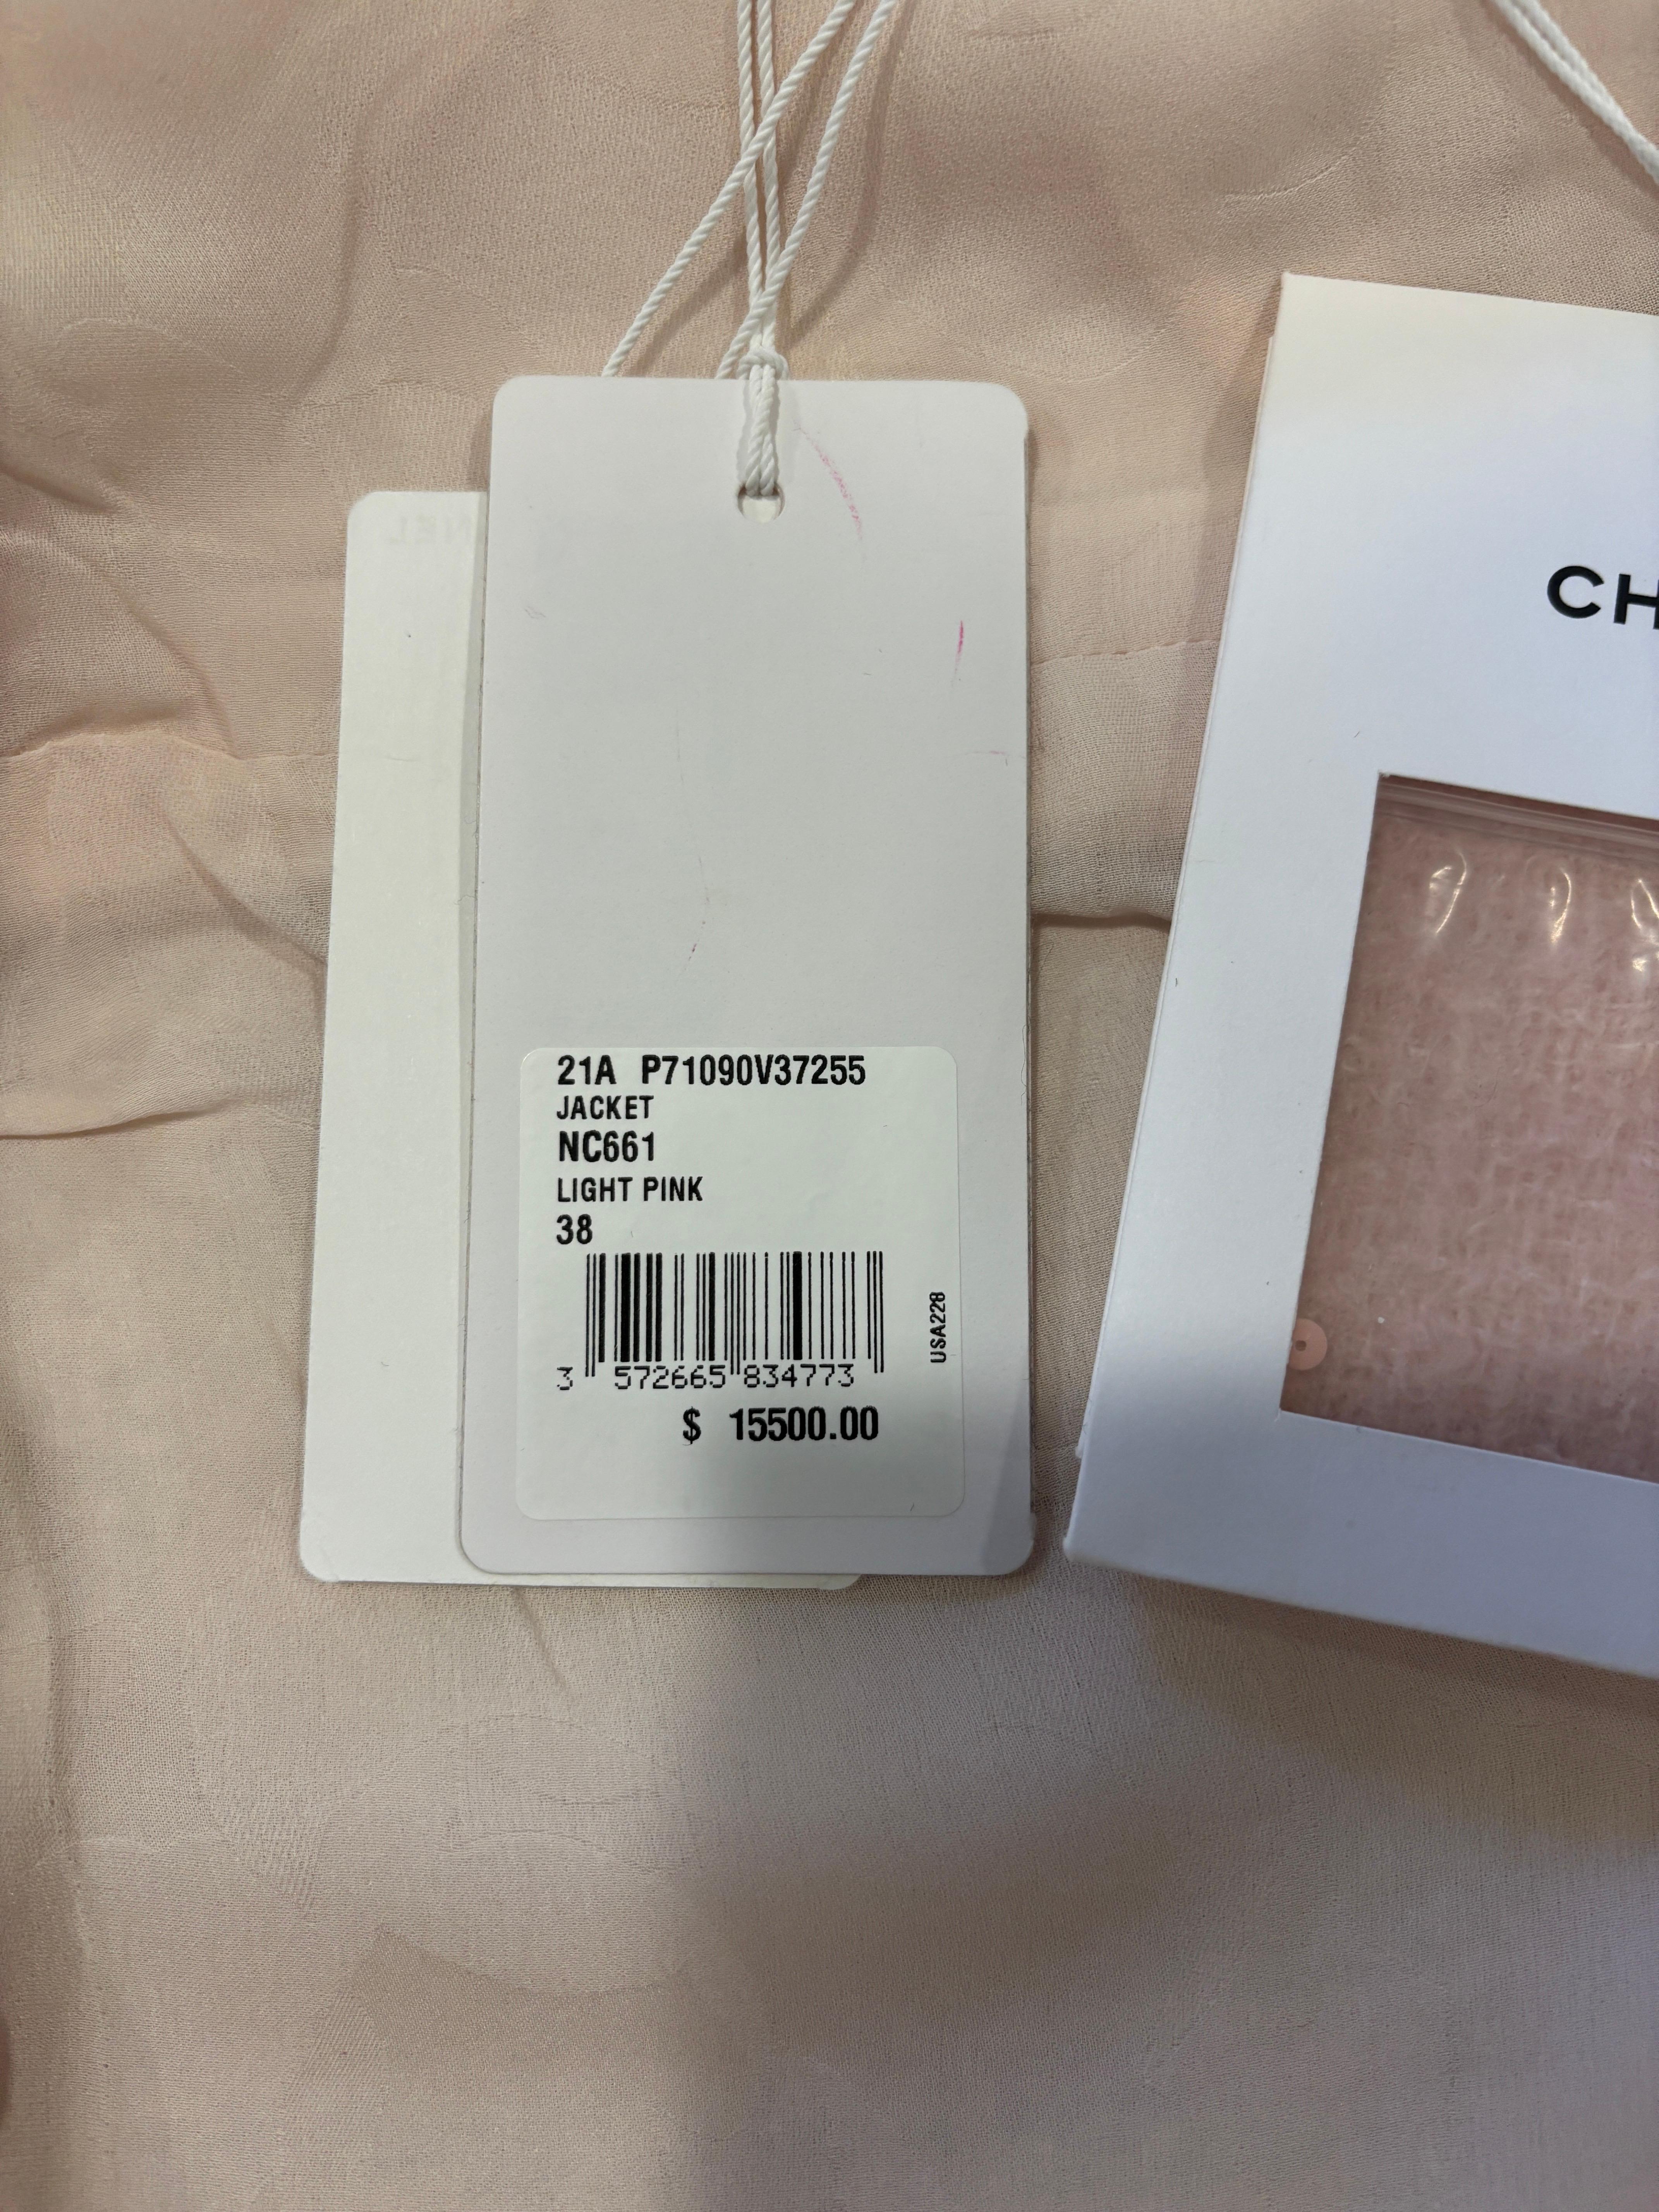 CH
21A P71090V37255
JACKET
NC661
LIGHT PINK
38
3 572665 834773
USA228
$ 15500.00